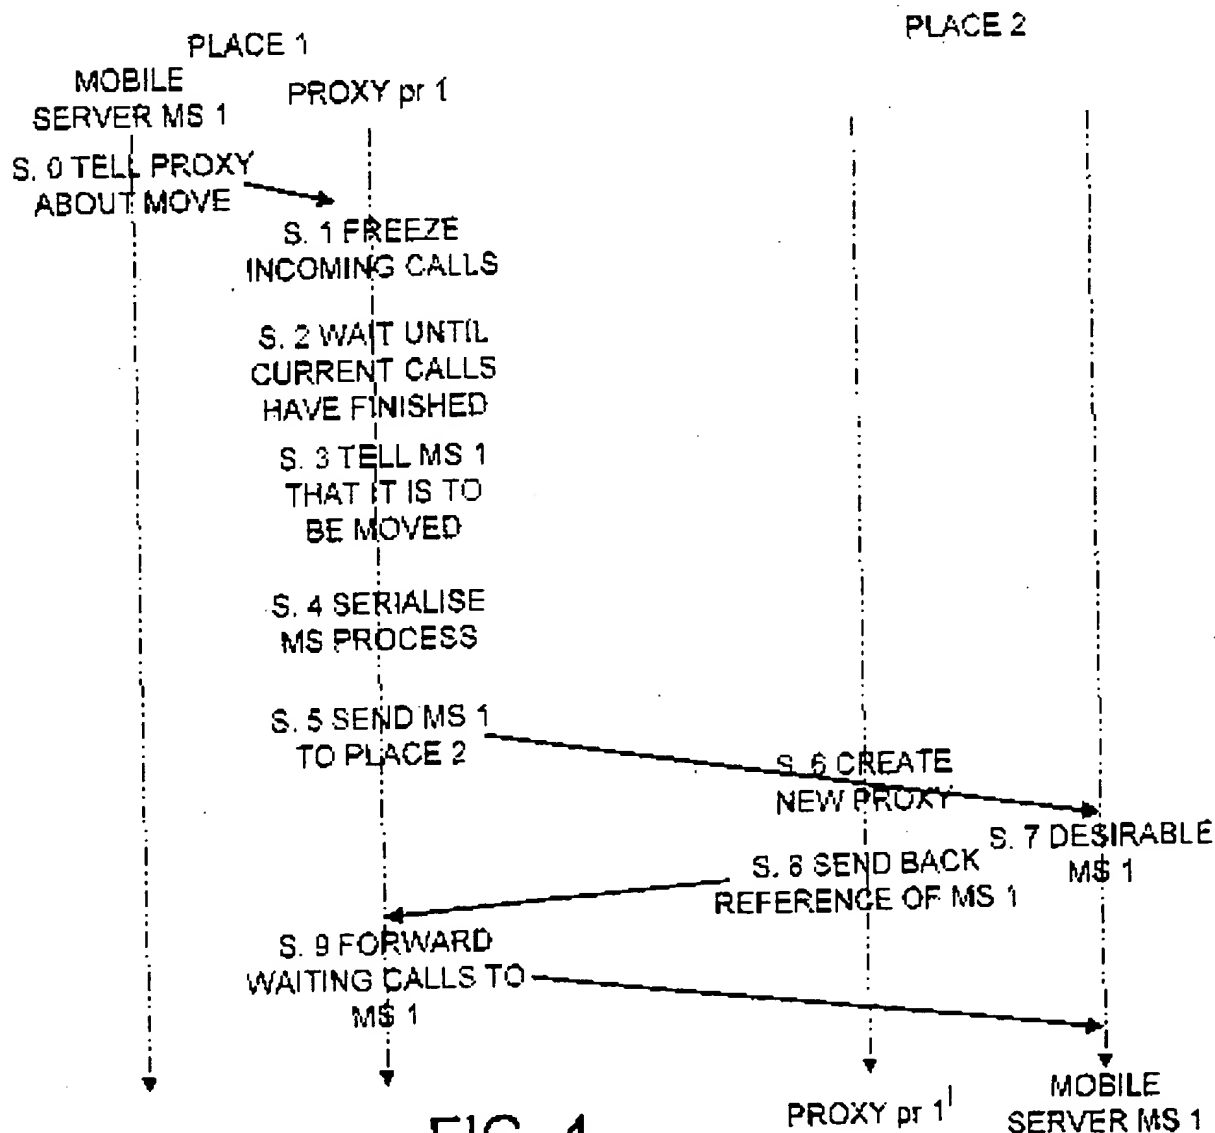 PLACE 1
PLACE 2
MOBILE
SERVER MS 1
PROXY pr 1
S. 0 TELL PROXY
ABOUT MOVE
S. 1 FREEZE
INCOMING CALLS
S. 2 WAIT UNTIL
CURRENT CALLS
HAVE FINISHED
S. 3 TELL MS 1
THAT IT IS TO
BE MOVED
S. 4 SERIALISE
MS PROCESS
S. 5 SEND MS 1
TO PLACE 2
S. 6 CREATE
NEW PROXY
S. 7 DESIRABLE
MS 1
S. 8 SEND BACK
REFERENCE OF MS 1
S. 9 FORWARD
WAITING CALLS TO
MS 1
PROXY pr 1'
MOBILE
SERVER MS 1